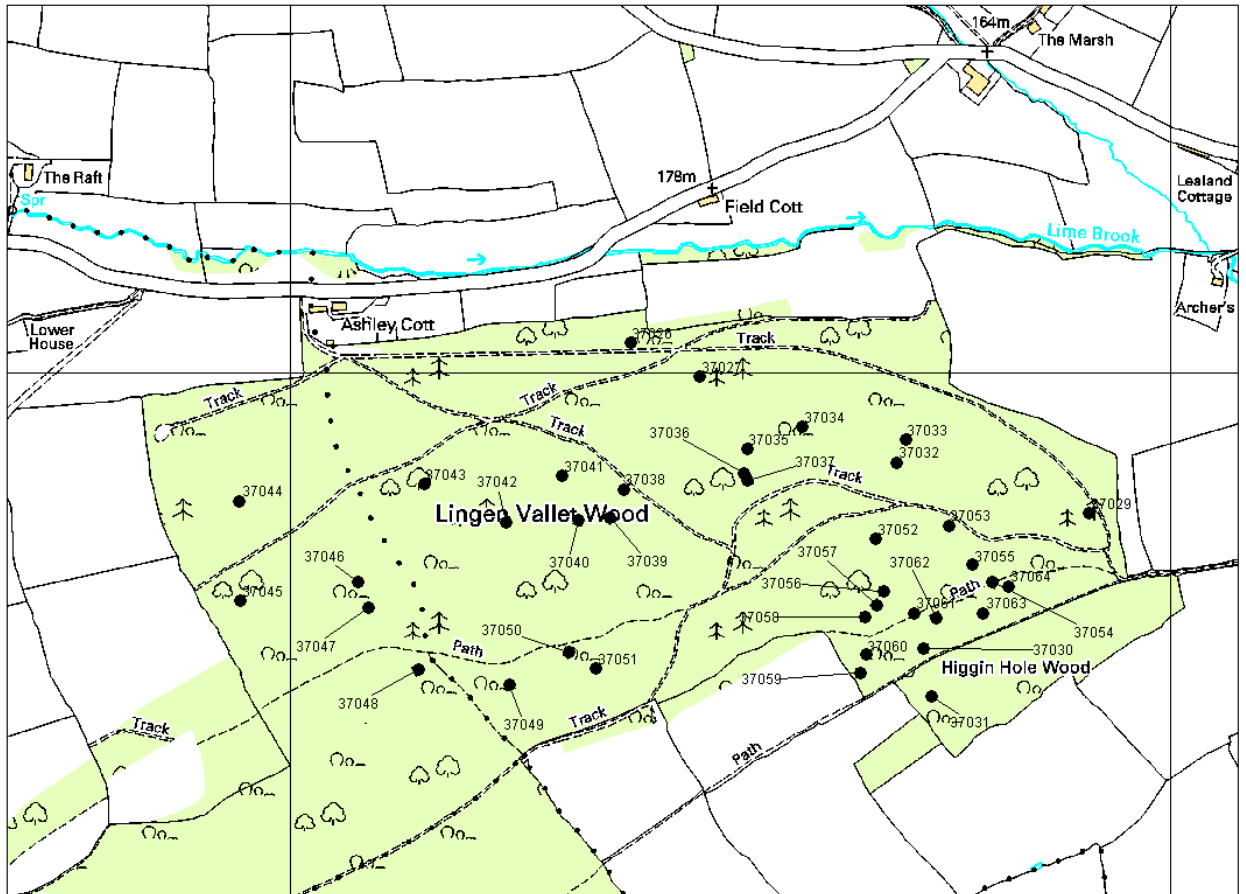 164m
The Marsh
The Raft
178m
Lealand
Cottage
Spr
Field Cott
Lime Brook
Archer's
Lower
House
Ashley Cott
37028
Track
37027
Track
Track
Track
37034
37036
37035
37033
37032
37037
Track
37041
37043
37038
37042
37044
Lingen Vallet Wood
37029
37053
37052
37039
37040
37046
37057
37062
37055
37056
37064
37045
Path
37058
37061
37063
37054
37047
37050
Path
37051
37060
37030
Higgin Hole Wood
37059
37048
37049
Track
37031
Track
Path